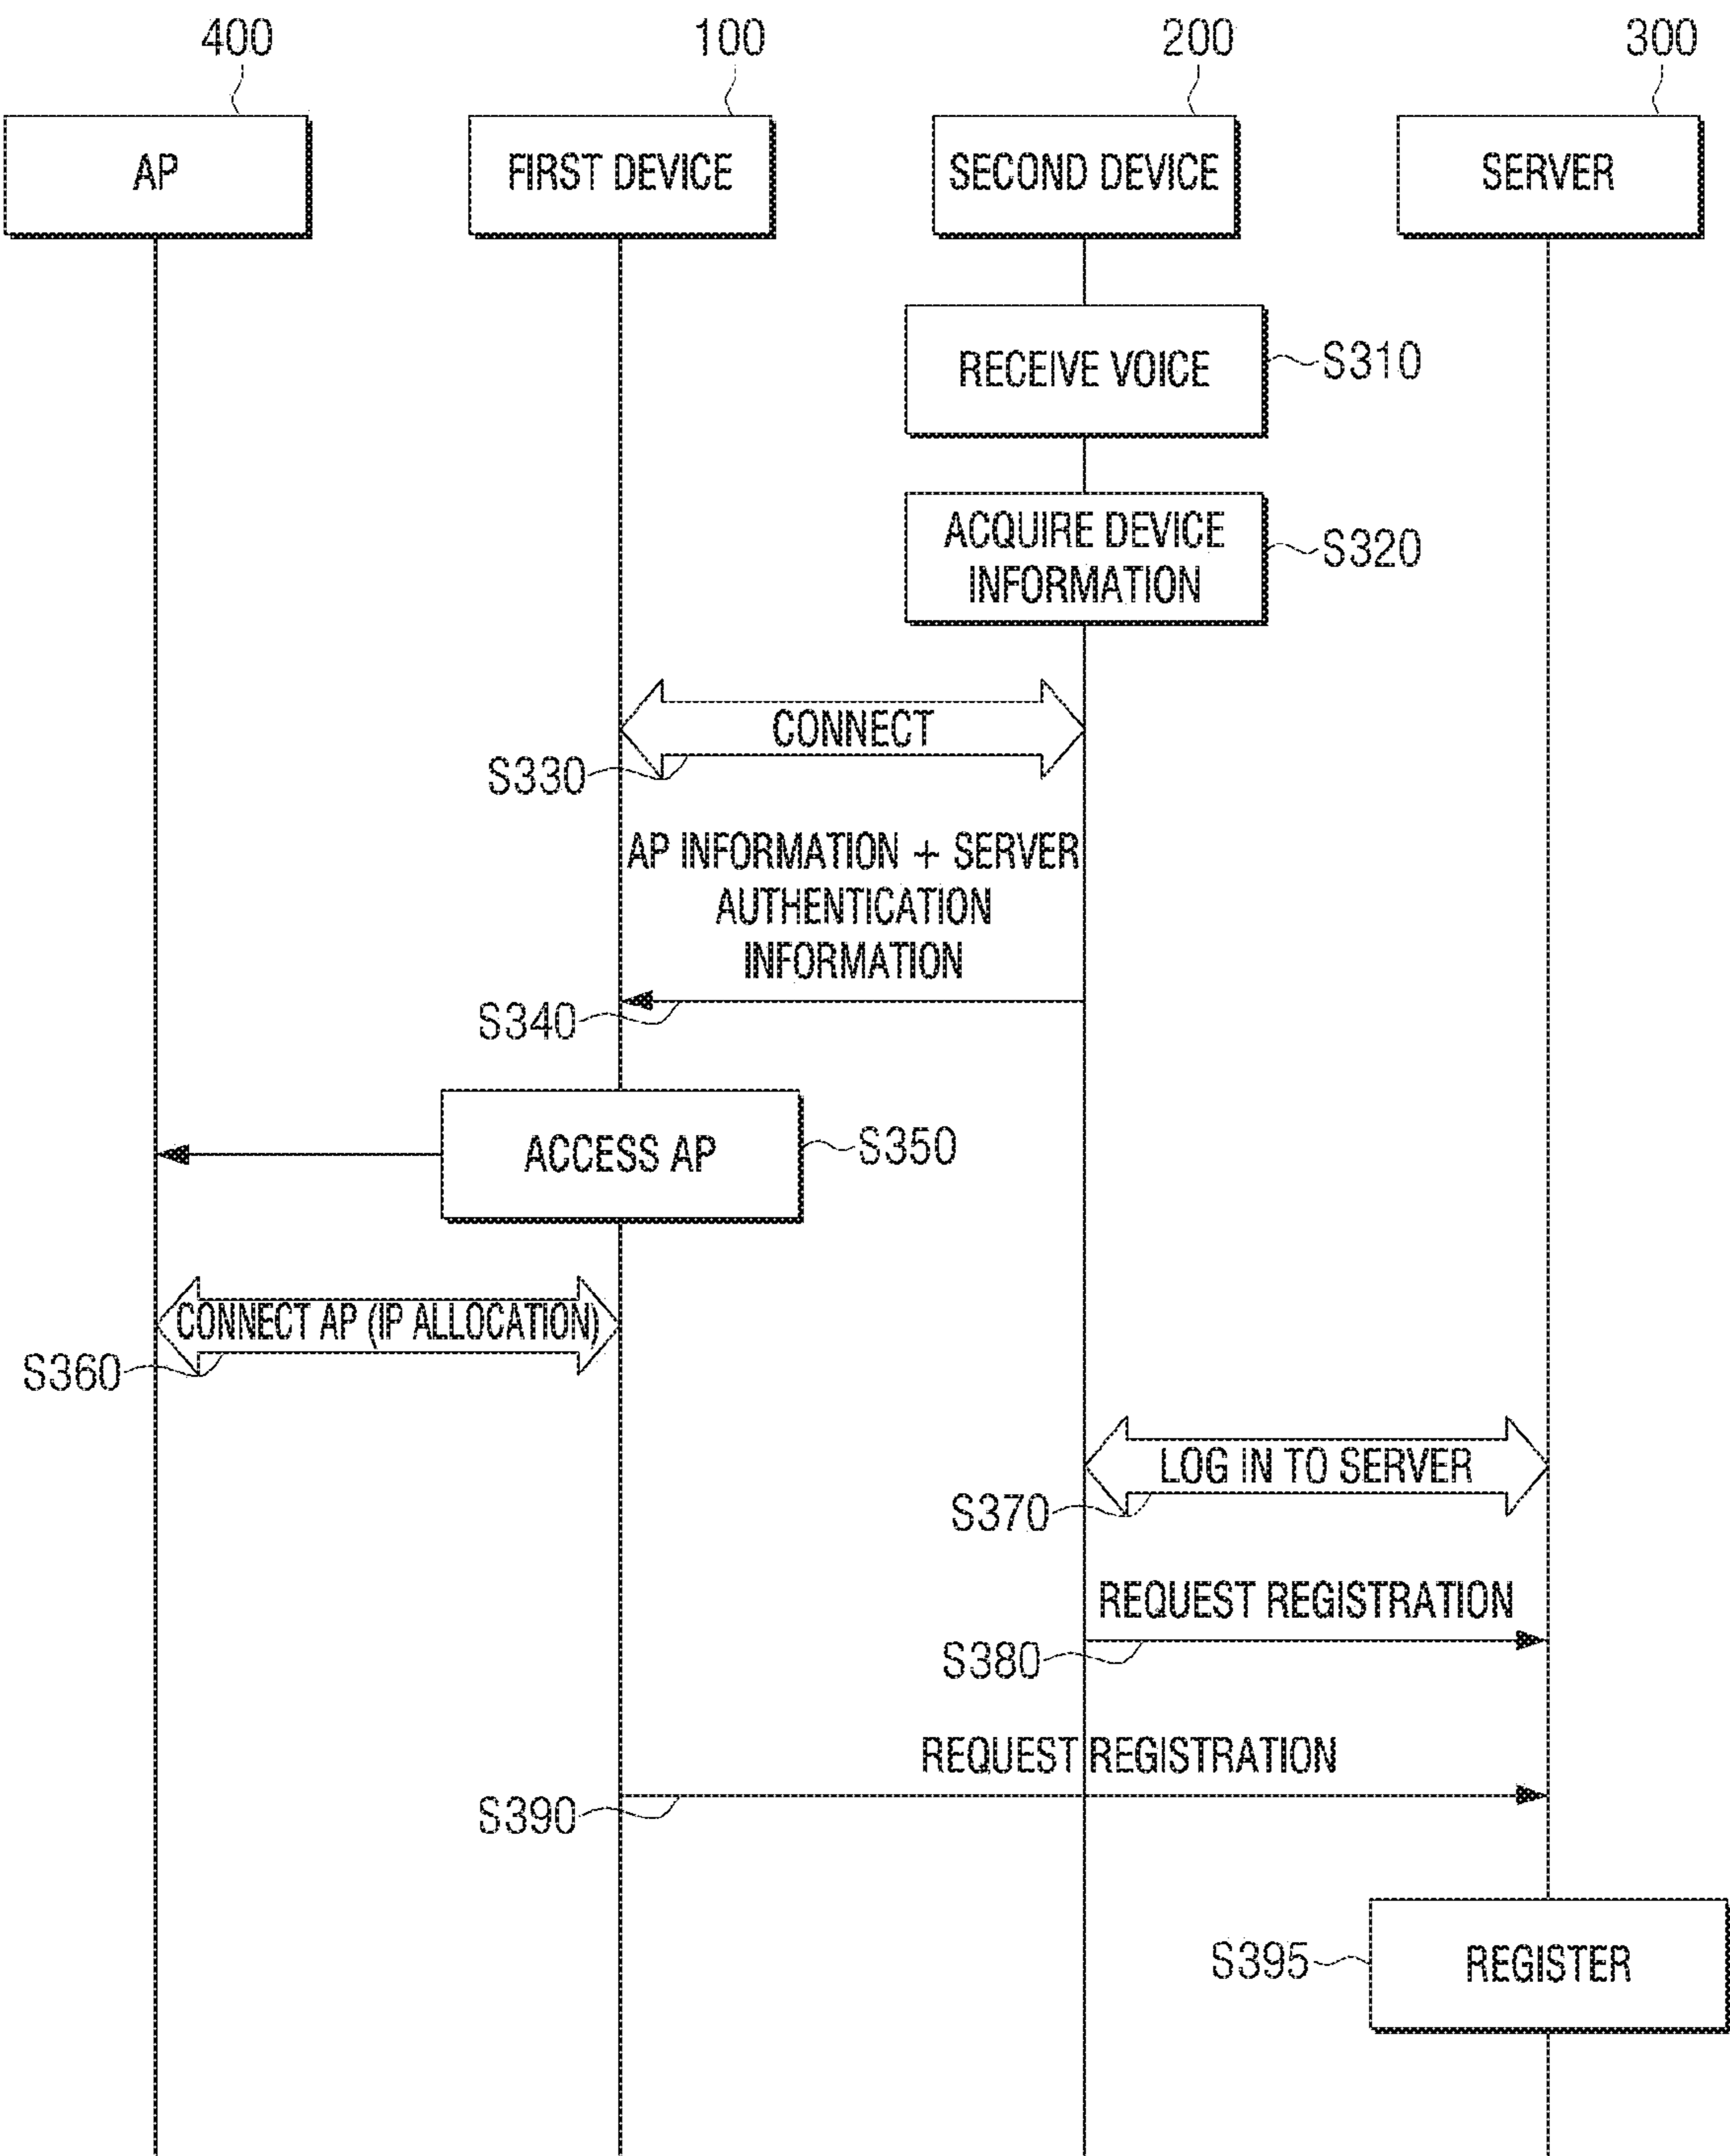 400
100
200
300
AP
FIRST DEVICE
SECOND DEVICE
SERVER
RECEIVE VOICE
S310
ACQUIRE DEVICE
INFORMATION
S320
CONNECT
S330
AP INFORMATION + SERVER
AUTHENTICATION
INFORMATION
S340
ACCESS AP
S350
CONNECT AP (IP ALLOCATION)
S360
LOG IN TO SERVER
S370
REQUEST REGISTRATION
S380
REQUEST REGISTRATION
S390
S395
REGISTER